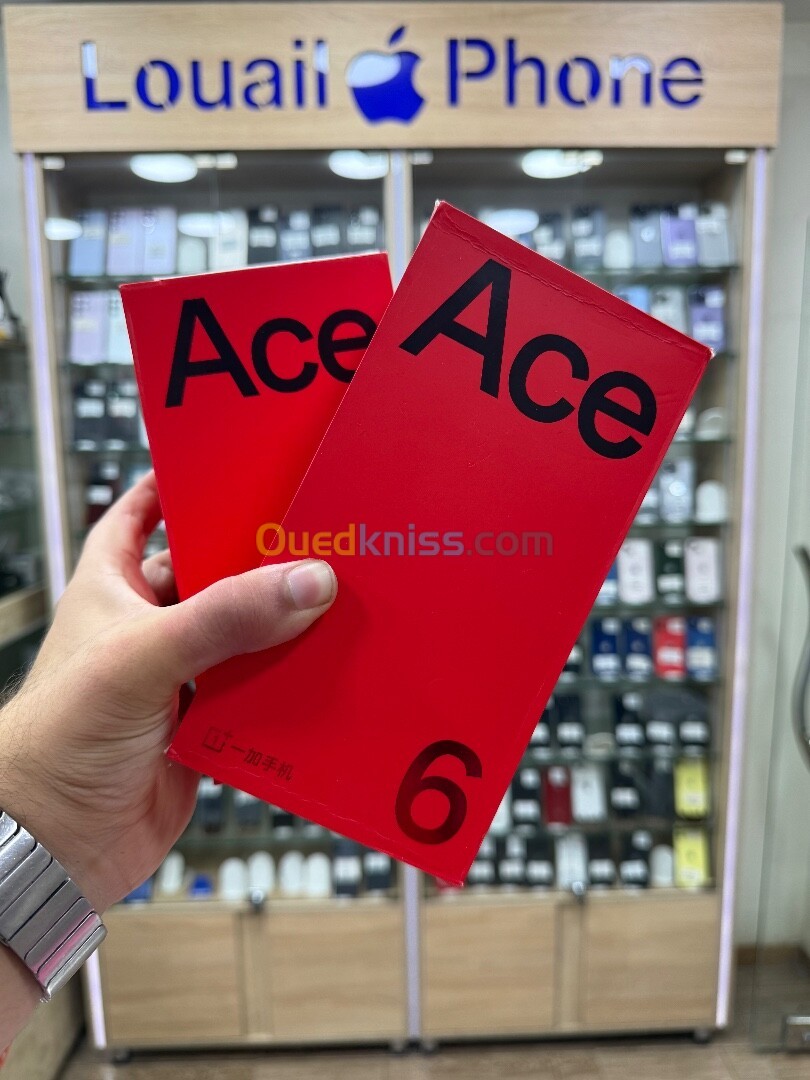 Louail Phone
Ace
Ace
Ouedkniss.com
一加手机
6